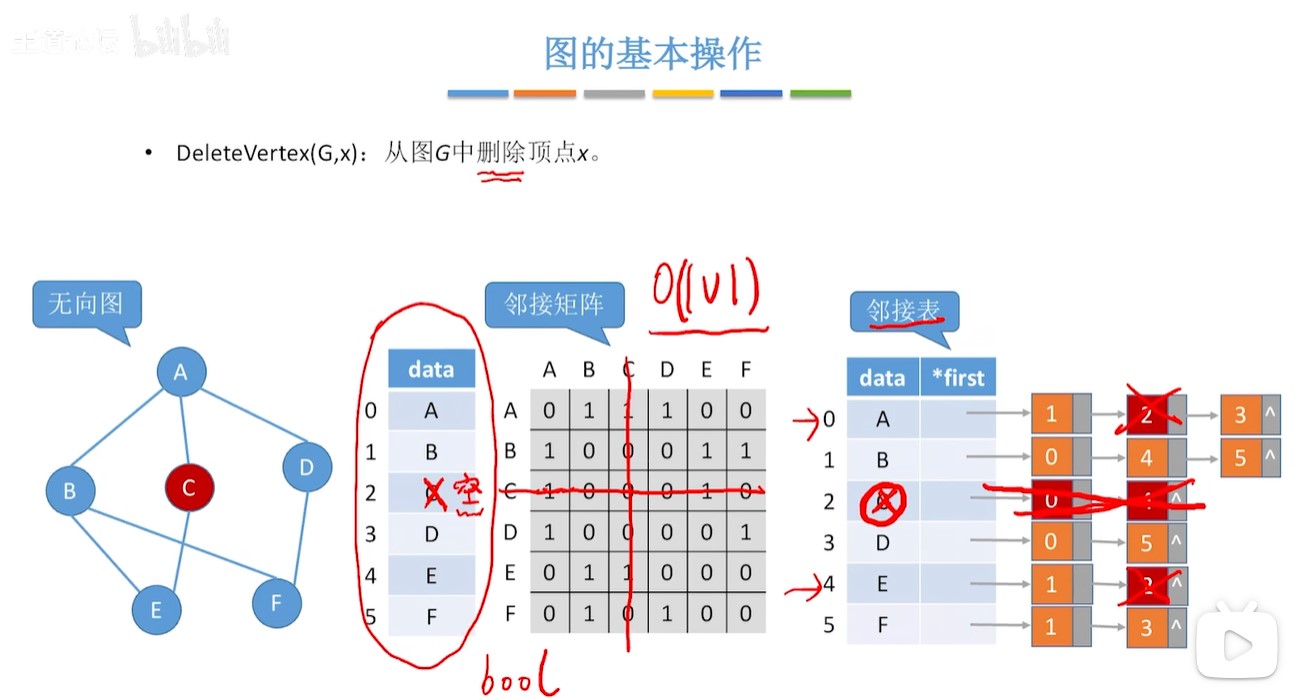 bilibili
图的基本操作
• DeleteVertex(G,x)：从图G中删除顶点x。
无向图
邻接矩阵
O(|V|)
邻接表
A
B
C
D
E
F
data
0 A
1 B
2 C 空
3 D
4 E
5 F
A B C D E F
A 0 1 1 1 0 0
B 1 0 0 0 1 1
C 1 0 0 0 1 0
D 1 0 0 0 0 1
E 0 1 1 0 0 0
F 0 1 0 1 0 0
bool
data *first
0 A 1 2 3 ^
1 B 0 4 5 ^
2 C 0 4 ^
3 D 0 5 ^
4 E 1 2 ^
5 F 1 3 ^